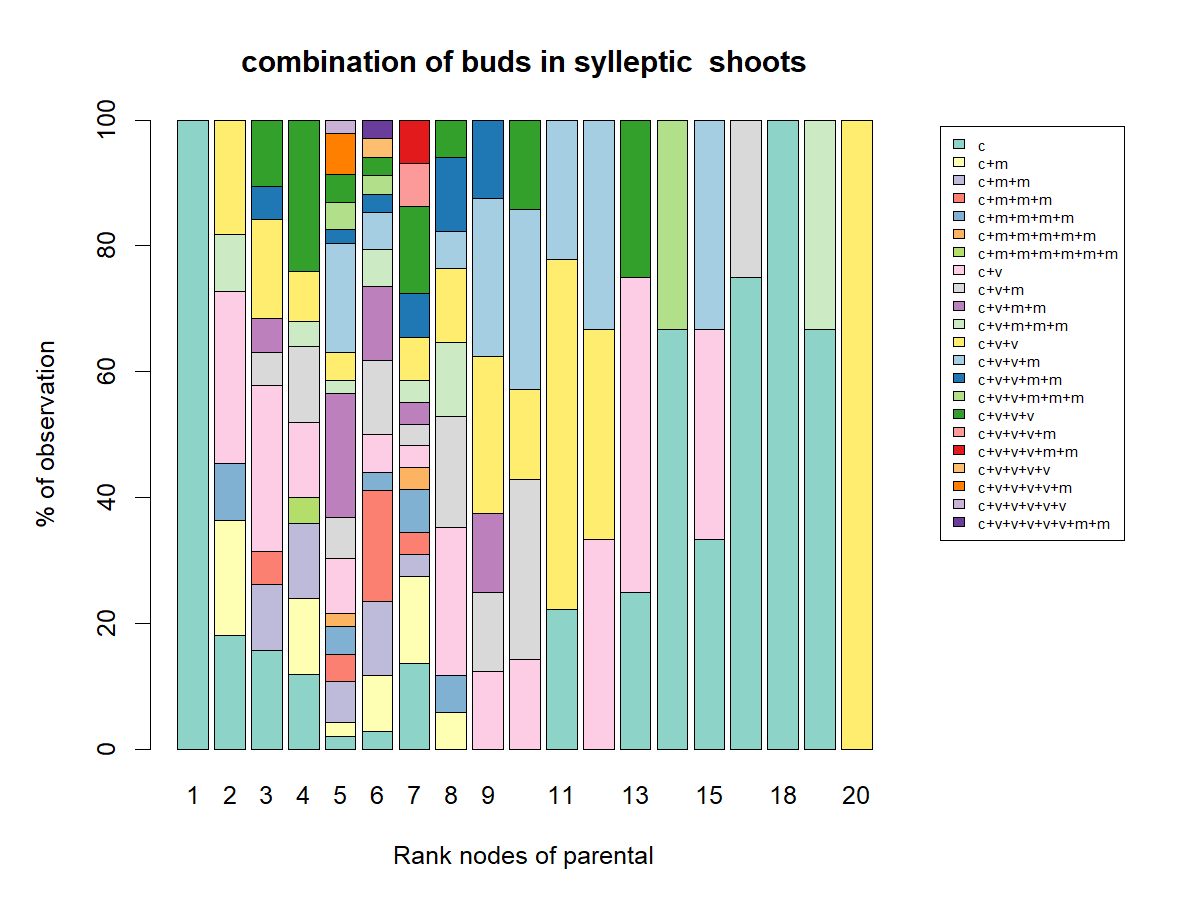 combination of buds in sylleptic  shoots
% of observation
100
80
60
40
20
0
1 2 3 4 5 6 7 8 9 11 13 15 18 20
Rank nodes of parental
c
c+m
c+m+m
c+m+m+m
c+m+m+m+m
c+m+m+m+m+m
c+m+m+m+m+m+m
c+v
c+v+m
c+v+m+m
c+v+m+m+m
c+v+v
c+v+v+m
c+v+v+m+m
c+v+v+m+m+m
c+v+v+v
c+v+v+v+m
c+v+v+v+m+m
c+v+v+v+v
c+v+v+v+v+m
c+v+v+v+v+v
c+v+v+v+v+v+m+m